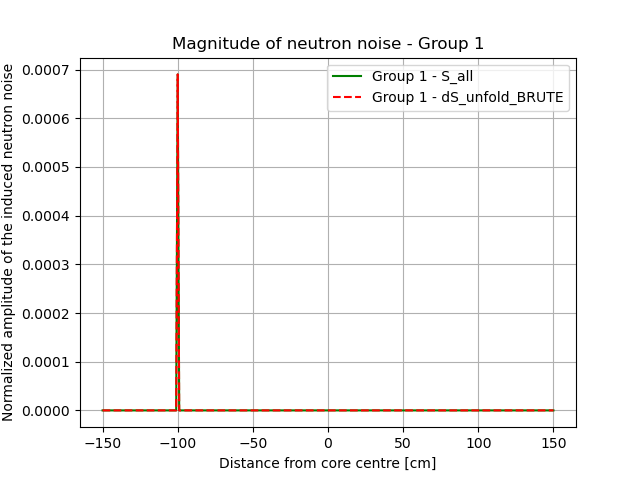 Magnitude of neutron noise - Group 1
Group 1 - S_all
Group 1 - dS_unfold_BRUTE
Normalized amplitude of the induced neutron noise
0.0007
0.0006
0.0005
0.0004
0.0003
0.0002
0.0001
0.0000
−150 −100 −50 0 50 100 150
Distance from core centre [cm]